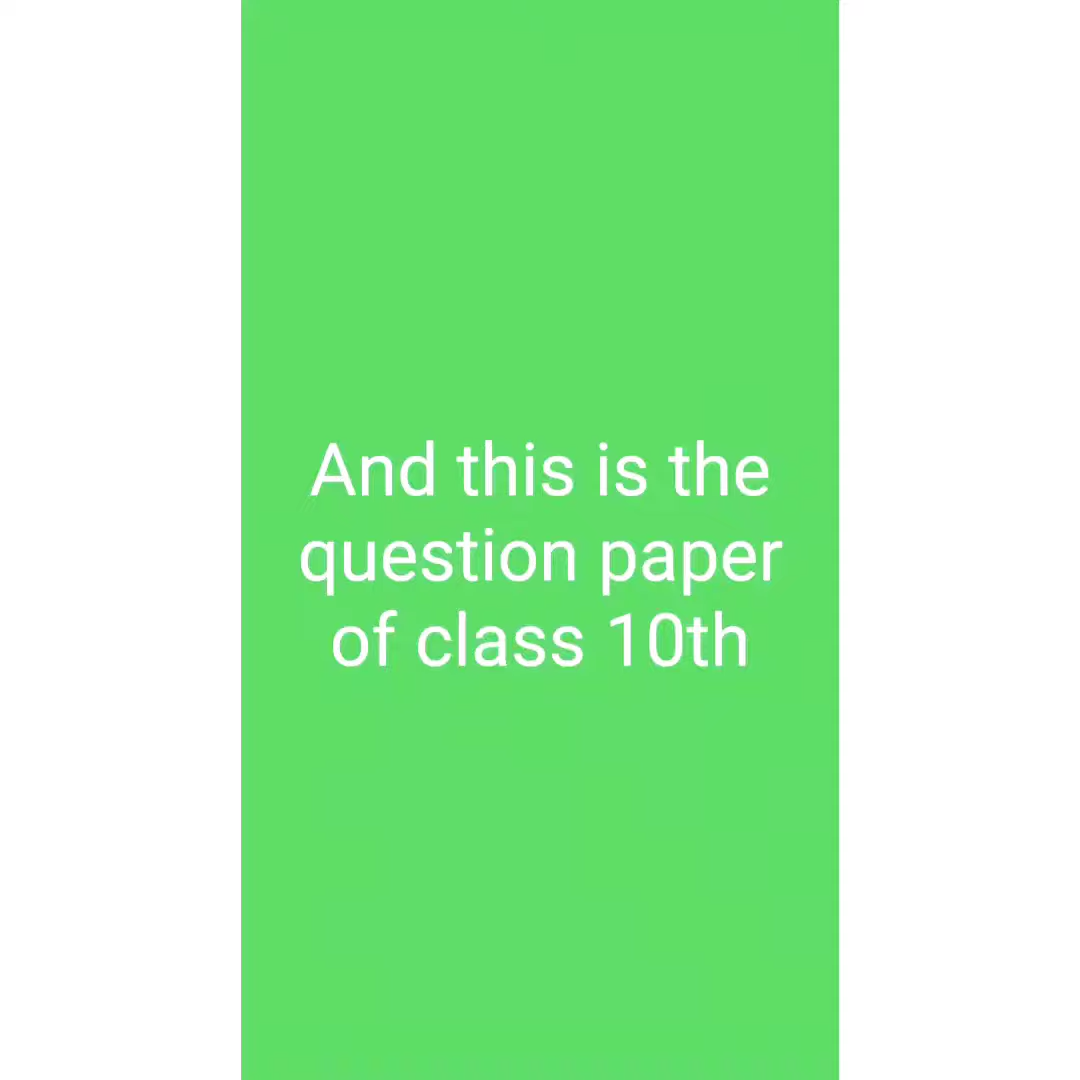 And this is the
question paper
of class 10th